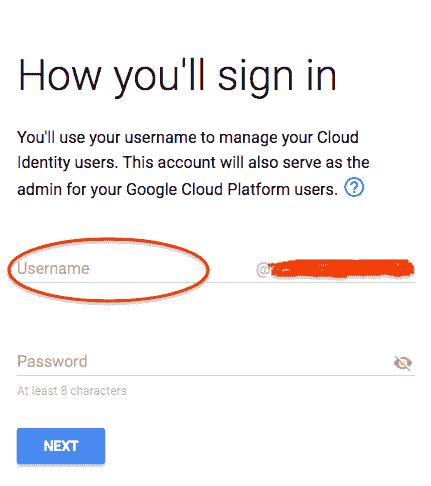 How you'll sign in
You'll use your username to manage your Cloud
Identity users. This account will also serve as the
admin for your Google Cloud Platform users. ?
Username @
Password
At least 8 characters
NEXT